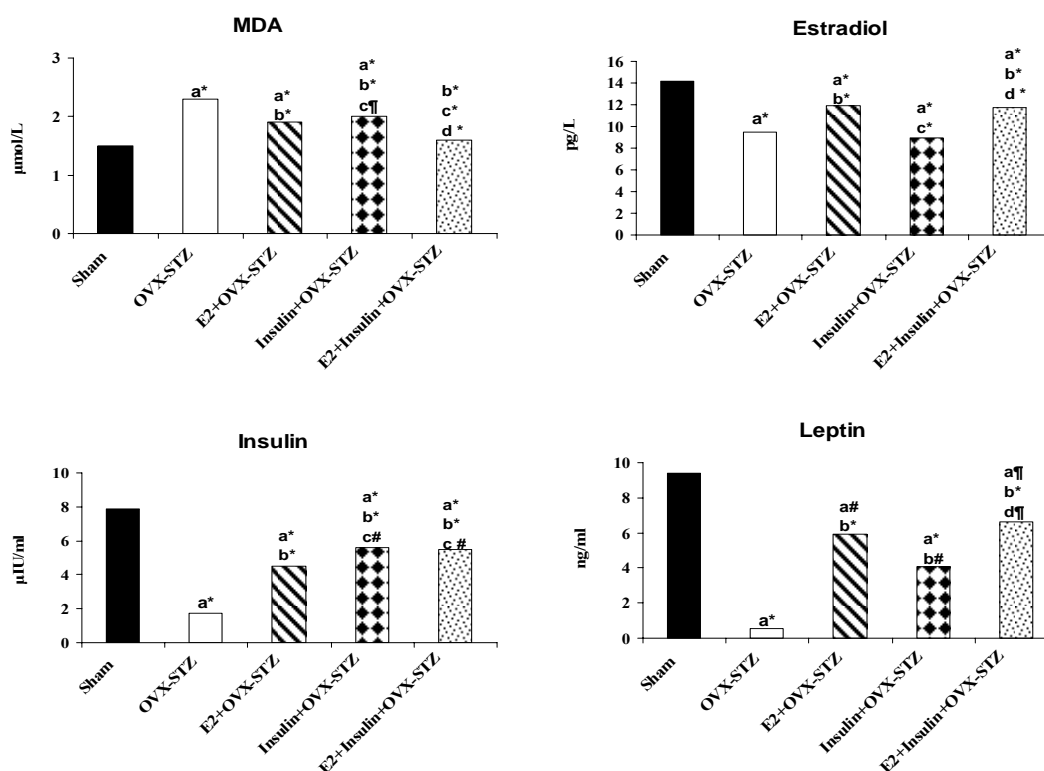 MDA
µmol/L
3
2
1
0
a*
a*
b*
a*
b*
c¶
b*
c*
d *
Sham
OVX-STZ
E2+OVX-STZ
Insulin+OVX-STZ
E2+Insulin+OVX-STZ
Estradiol
pg/L
16
14
12
10
8
6
4
2
0
a*
a*
b*
a*
c*
a*
b*
d *
Sham
OVX-STZ
E2+OVX-STZ
Insulin+OVX-STZ
E2+Insulin+OVX-STZ
Insulin
µIU/ml
10
8
6
4
2
0
a*
a*
b*
a*
b*
c#
a*
b*
c #
Sham
OVX-STZ
E2+OVX-STZ
Insulin+OVX-STZ
E2+Insulin+OVX-STZ
Leptin
ng/ml
10
8
6
4
2
0
a*
a#
b*
a*
b#
a¶
b*
d¶
Sham
OVX-STZ
E2+OVX-STZ
Insulin+OVX-STZ
E2+Insulin+OVX-STZ